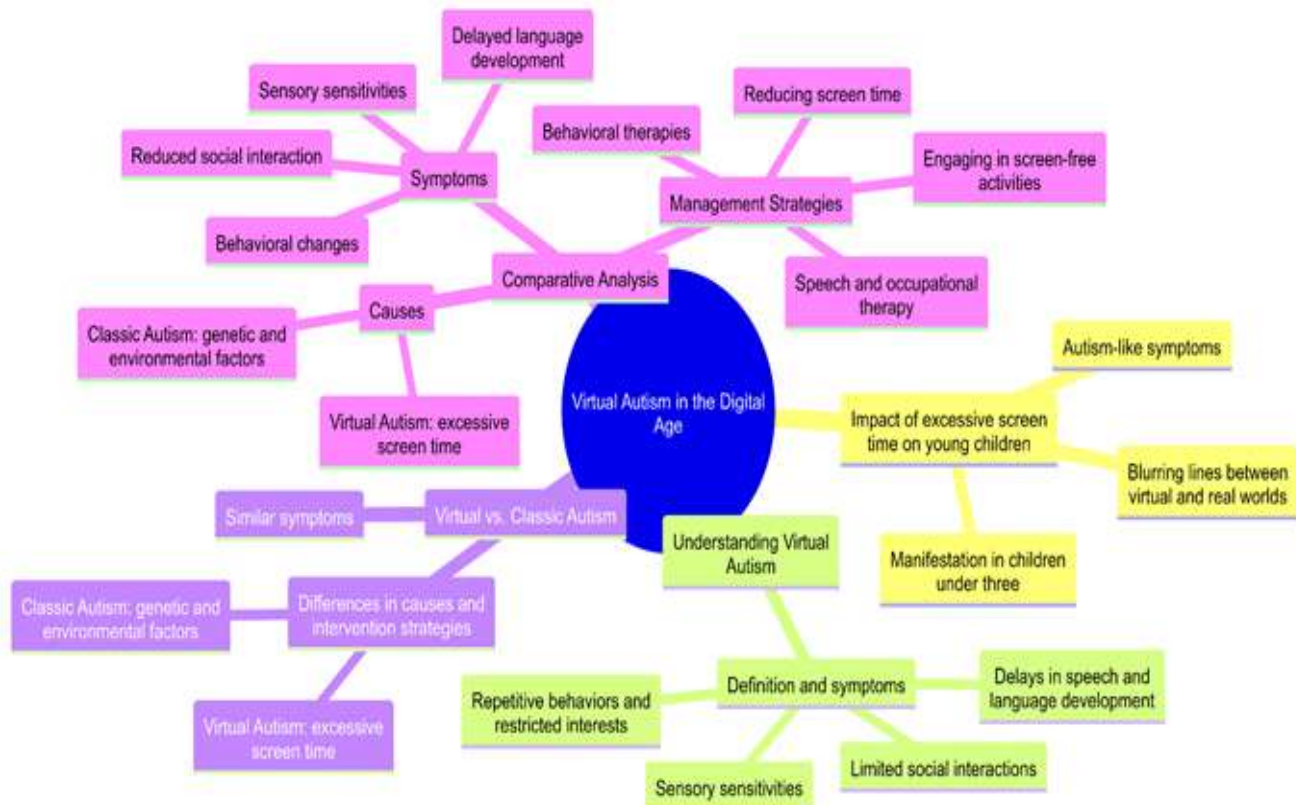 Delayed language
development
Sensory sensitivities
Reduced social interaction
Symptoms
Behavioral changes
Reducing screen time
Behavioral therapies
Engaging in screen-free
activities
Management Strategies
Speech and occupational
therapy
Comparative Analysis
Causes
Classic Autism: genetic and
environmental factors
Virtual Autism: excessive
screen time
Virtual Autism in the Digital
Age
Autism-like symptoms
Impact of excessive screen
time on young children
Blurring lines between
virtual and real worlds
Manifestation in children
under three
Similar symptoms
Virtual vs. Classic Autism
Classic Autism: genetic and
environmental factors
Differences in causes and
intervention strategies
Virtual Autism: excessive
screen time
Understanding Virtual
Autism
Definition and symptoms
Delays in speech and
language development
Repetitive behaviors and
restricted interests
Sensory sensitivities
Limited social interactions